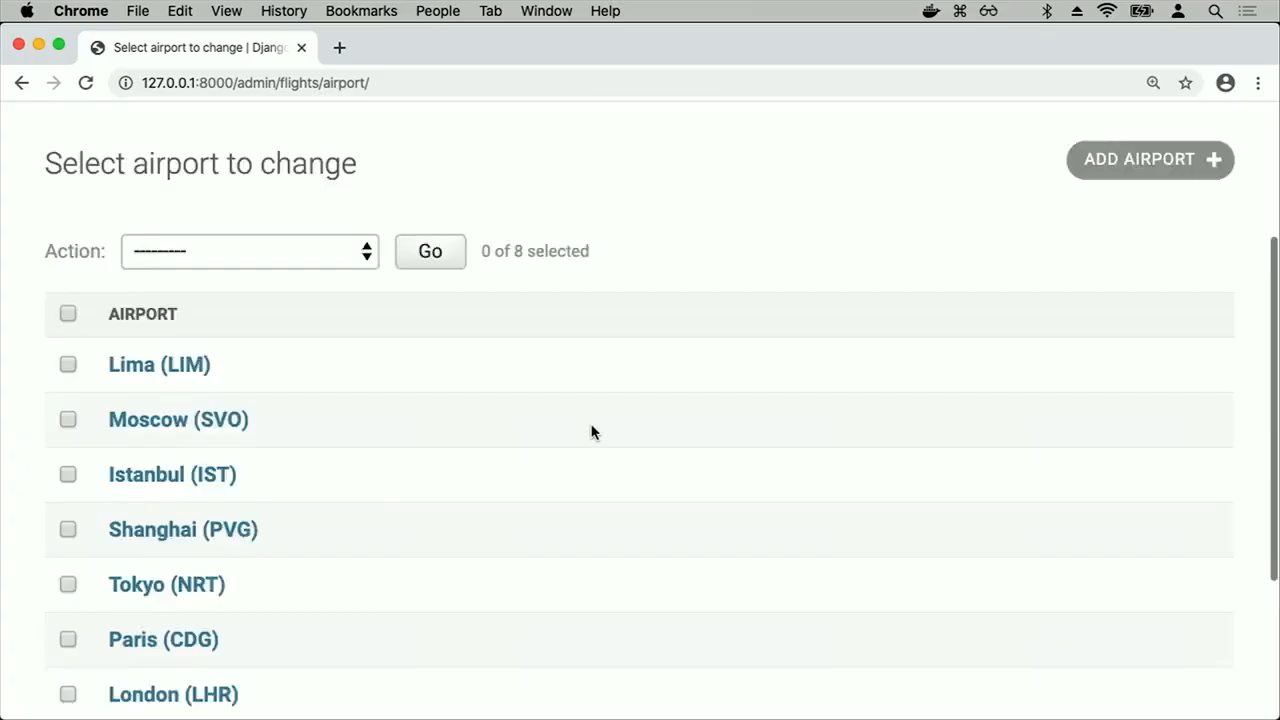 Chrome File Edit View History Bookmarks People Tab Window Help
Select airport to change | Djang
127.0.0.1:8000/admin/flights/airport/
Select airport to change
ADD AIRPORT +
Action: --------- Go 0 of 8 selected
AIRPORT
Lima (LIM)
Moscow (SVO)
Istanbul (IST)
Shanghai (PVG)
Tokyo (NRT)
Paris (CDG)
London (LHR)